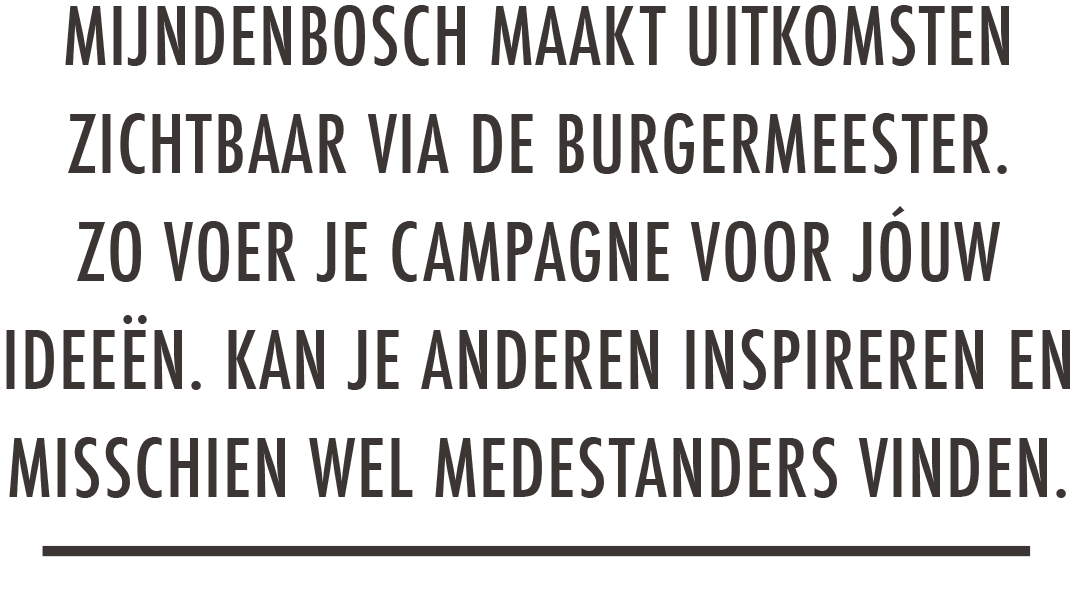 MIJNDENBOSCH MAAKT UITKOMSTEN
ZICHTBAAR VIA DE BURGERMEESTER.
ZO VOER JE CAMPAGNE VOOR JÓUW
IDEEËN. KAN JE ANDEREN INSPIREREN EN
MISSCHIEN WEL MEDESTANDERS VINDEN.